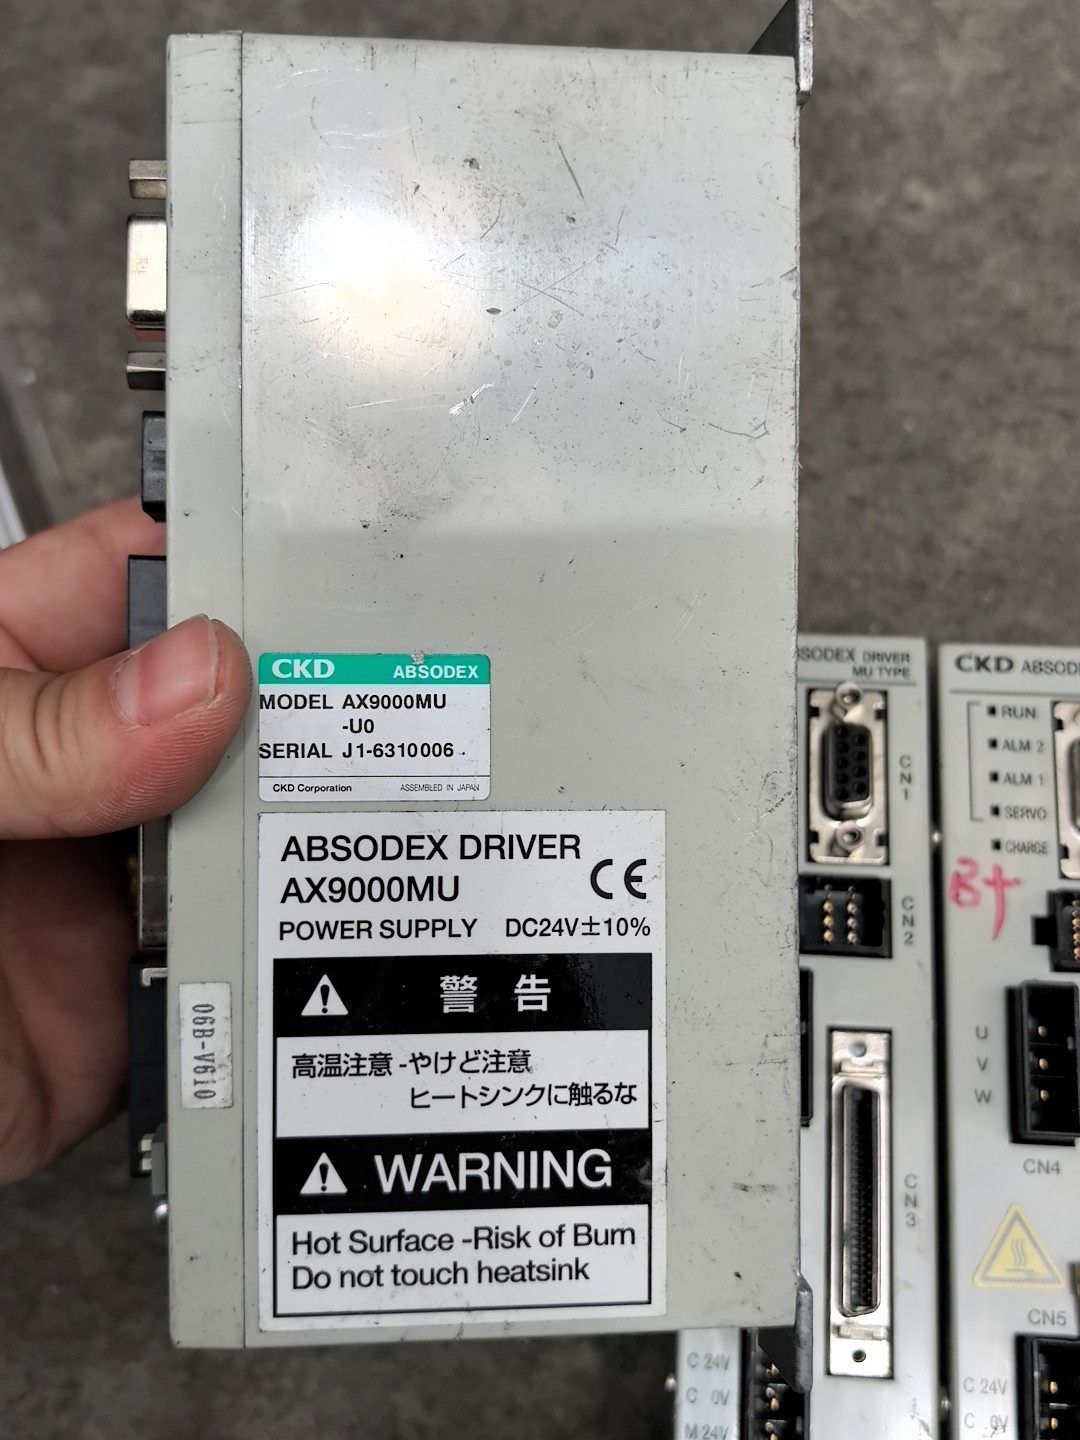 CKD ABSODEX
MODEL AX9000MU
-U0
SERIAL J1-6310006
CKD Corporation ASSEMBLED IN JAPAN
ABSODEX DRIVER
AX9000MU
CE
POWER SUPPLY DC24V±10%
警告
高温注意-やけど注意
ヒートシンクに触るな
WARNING
Hot Surface -Risk of Burn
Do not touch heatsink
06B-V610
SODEX DRIVER
MU TYPE
CN1
CN2
CN3
C 24V
C 0V
M 24V
CKD ABSODE
RUN
ALM 2
ALM 1
SERVO
CHARGE
B+
U
V
W
CN4
CN5
C 24V
C 0V